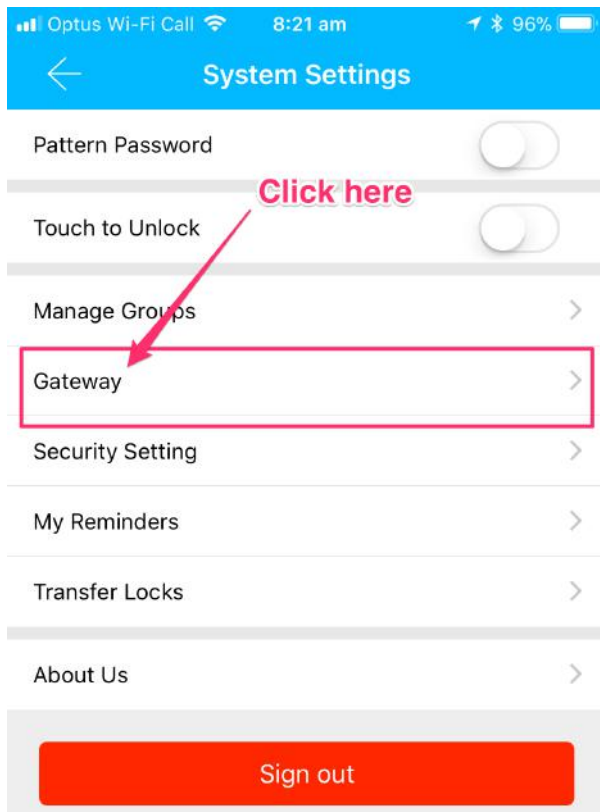 Optus Wi-Fi Call 8:21 am 96%
System Settings
Pattern Password
Click here
Touch to Unlock
Manage Groups
Gateway
Security Setting
My Reminders
Transfer Locks
About Us
Sign out